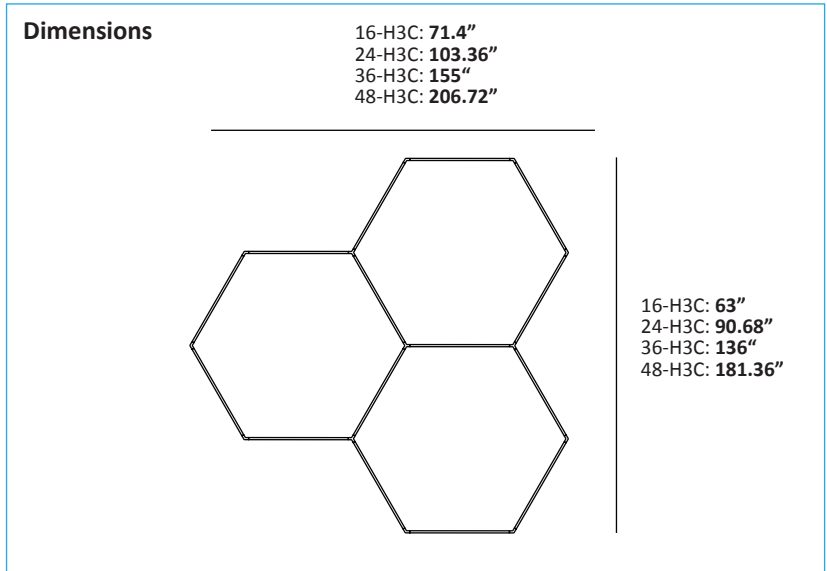 Dimensions
16-H3C: 71.4”
24-H3C: 103.36”
36-H3C: 155“
48-H3C: 206.72”
16-H3C: 63”
24-H3C: 90.68”
36-H3C: 136“
48-H3C: 181.36”